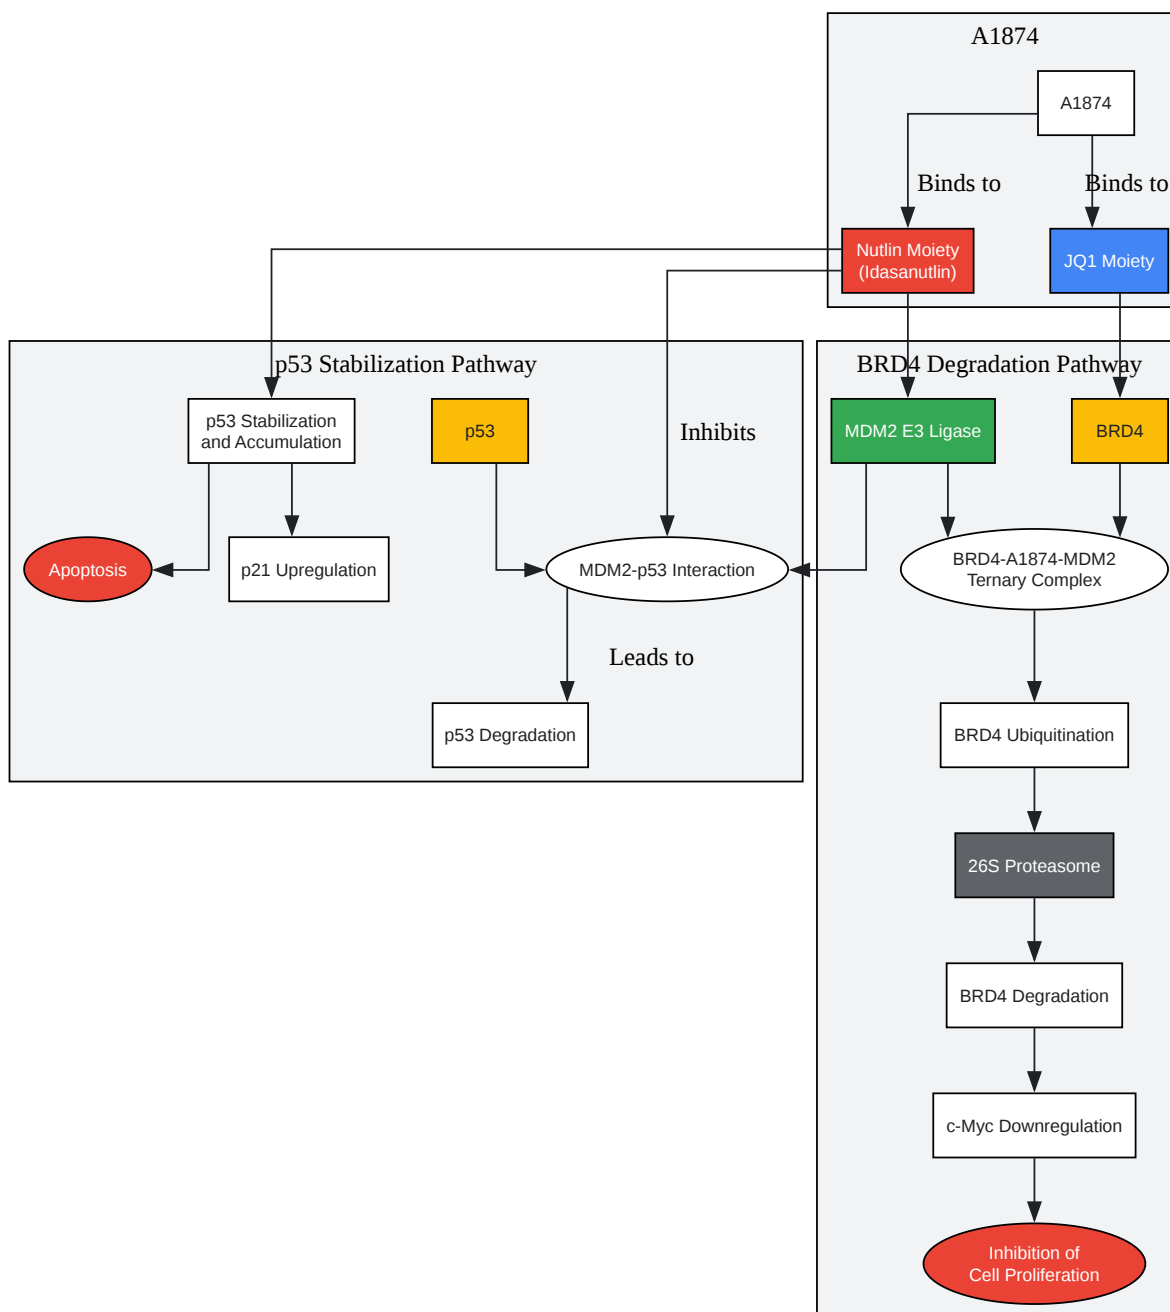 A1874
A1874
Binds to
Binds to
Nutlin Moiety
(Idasanutlin)
JQ1 Moiety
p53 Stabilization Pathway
BRD4 Degradation Pathway
p53 Stabilization
and Accumulation
p53
Inhibits
MDM2 E3 Ligase
BRD4
Apoptosis
p21 Upregulation
MDM2-p53 Interaction
BRD4-A1874-MDM2
Ternary Complex
Leads to
p53 Degradation
BRD4 Ubiquitination
26S Proteasome
BRD4 Degradation
c-Myc Downregulation
Inhibition of
Cell Proliferation